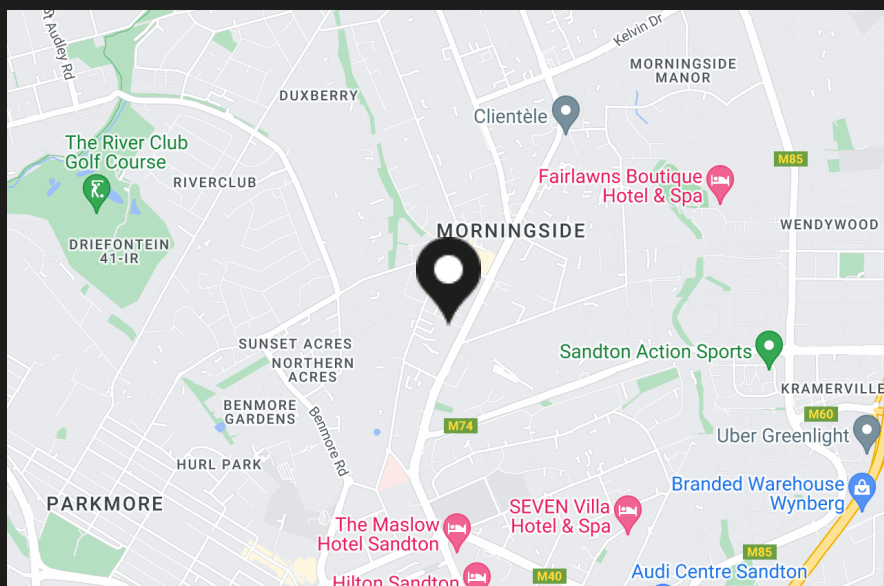 St Audley Rd
Kelvin Dr
MORNINGSIDE
MANOR
DUXBERRY
Clientèle
The River Club
Golf Course
M85
RIVERCLUB
Fairlawns Boutique
Hotel & Spa
MORNINGSIDE
WENDYWOOD
DRIEFONTEIN
41-IR
SUNSET ACRES
Sandton Action Sports
NORTHERN
ACRES
KRAMERVILLE
BENMORE
GARDENS
Benmore Rd
M60
M74
Uber Greenlight
HURL PARK
Branded Warehouse
Wynberg
PARKMORE
SEVEN Villa
Hotel & Spa
The Maslow
Hotel Sandton
M85
Audi Centre Sandton
Hilton Sandton
M40